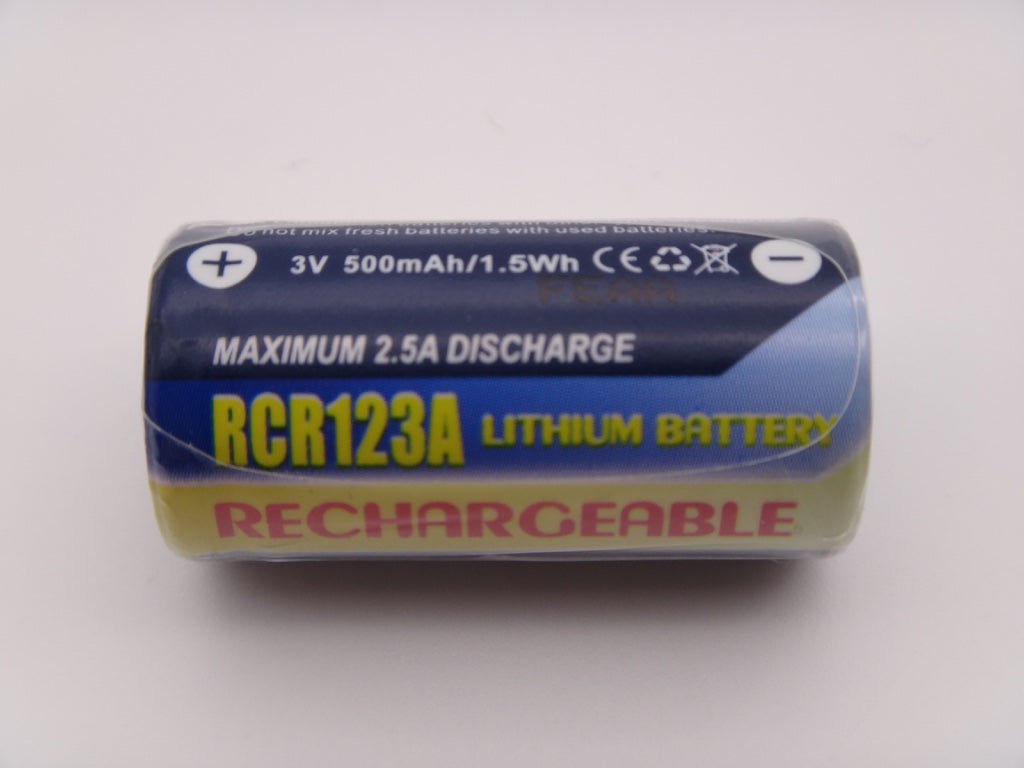 Do not mix fresh batteries with used batteries.
+ 3V 500mAh/1.5Wh CE −
MAXIMUM 2.5A DISCHARGE
RCR123A LITHIUM BATTERY
RECHARGEABLE